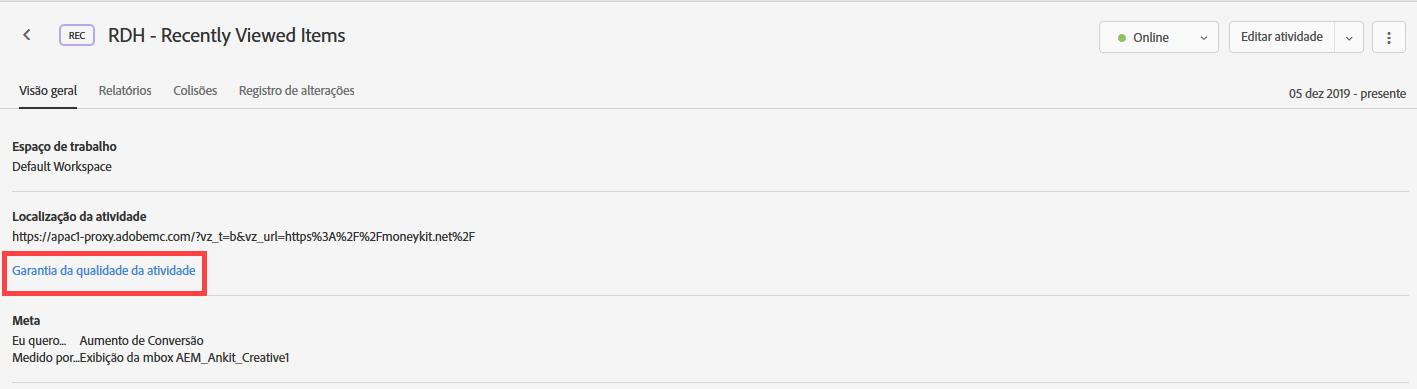 REC RDH - Recently Viewed Items
Online Editar atividade
Visão geral Relatórios Colisões Registro de alterações
05 dez 2019 - presente
Espaço de trabalho
Default Workspace
Localização da atividade
https://apac1-proxy.adobemc.com/?vz_t=b&vz_url=https%3A%2F%2Fmoneykit.net%2F
Garantia da qualidade da atividade
Meta
Eu quero... Aumento de Conversão
Medido por...Exibição da mbox AEM_Ankit_Creative1